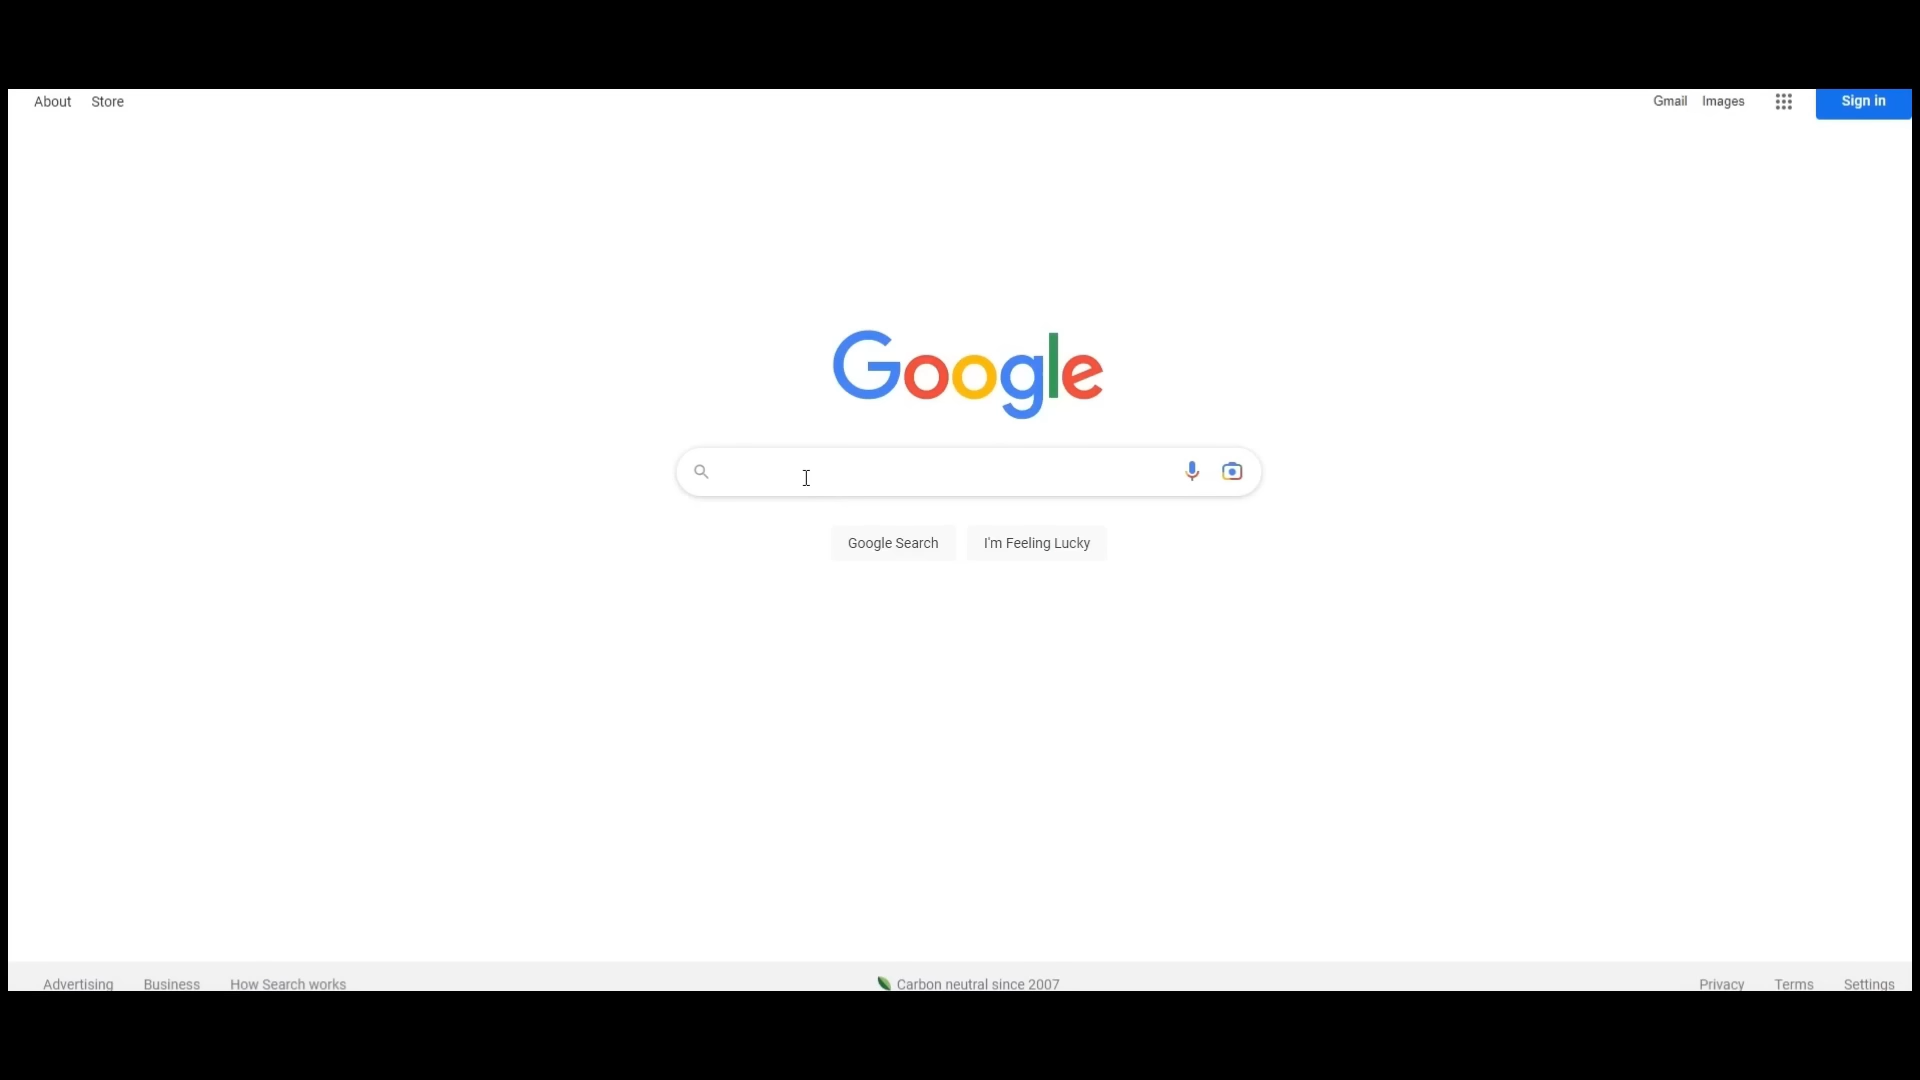 About Store Gmail Images Sign in
Google
Google Search I'm Feeling Lucky
Advertising Business How Search works Carbon neutral since 2007 Privacy Terms Settings